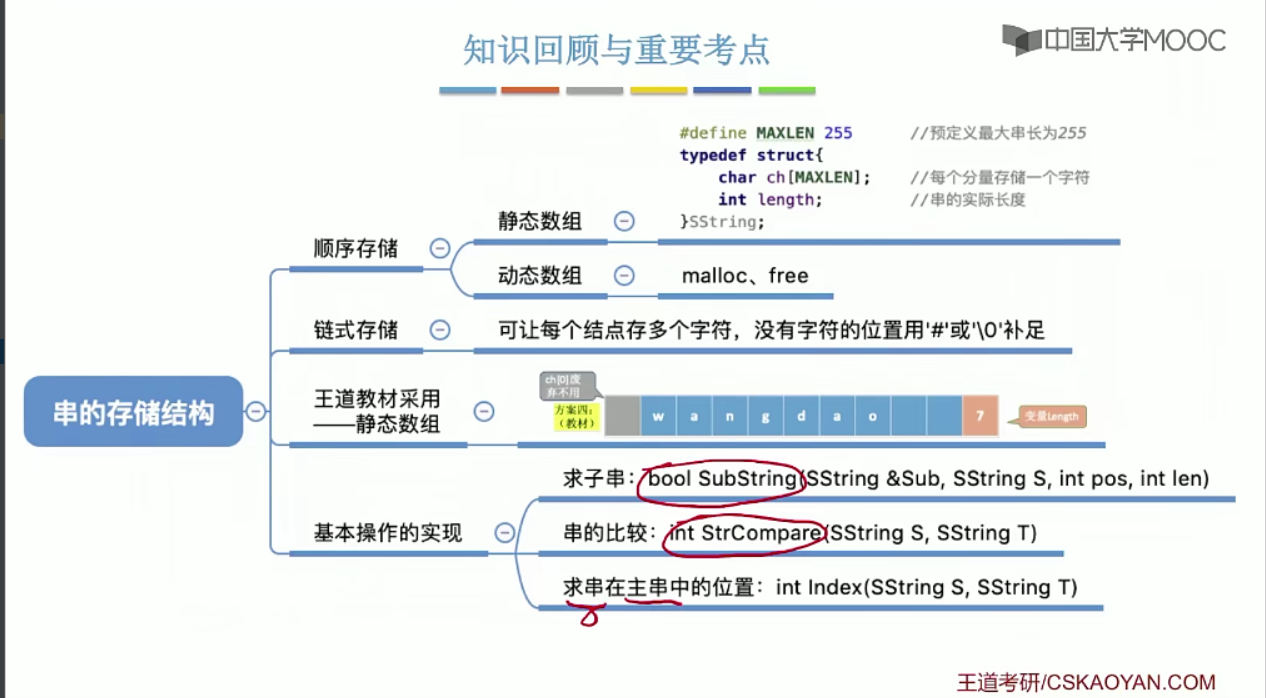 知识回顾与重要考点
中国大学MOOC
#define MAXLEN 255 //预定义最大串长为255
typedef struct{
char ch[MAXLEN]; //每个分量存储一个字符
int length; //串的实际长度
}SString;
静态数组
顺序存储
动态数组 malloc、free
链式存储 可让每个结点存多个字符，没有字符的位置用'#'或'\0'补足
串的存储结构
王道教材采用
——静态数组
ch[0]废
弃不用
方案四：
（教材）
w a n g d a o 7
变量Length
基本操作的实现
求子串：bool SubString(SString &Sub, SString S, int pos, int len)
串的比较：int StrCompare(SString S, SString T)
求串在主串中的位置：int Index(SString S, SString T)
王道考研/CSKAOYAN.COM